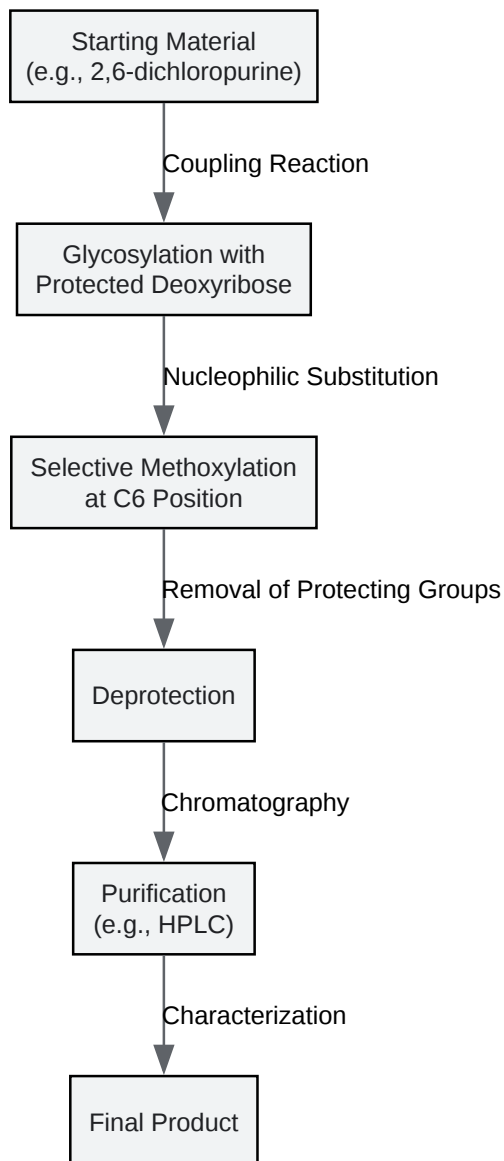 Starting Material
(e.g., 2,6-dichloropurine)
Coupling Reaction
Glycosylation with
Protected Deoxyribose
Nucleophilic Substitution
Selective Methoxylation
at C6 Position
Removal of Protecting Groups
Deprotection
Chromatography
Purification
(e.g., HPLC)
Characterization
Final Product